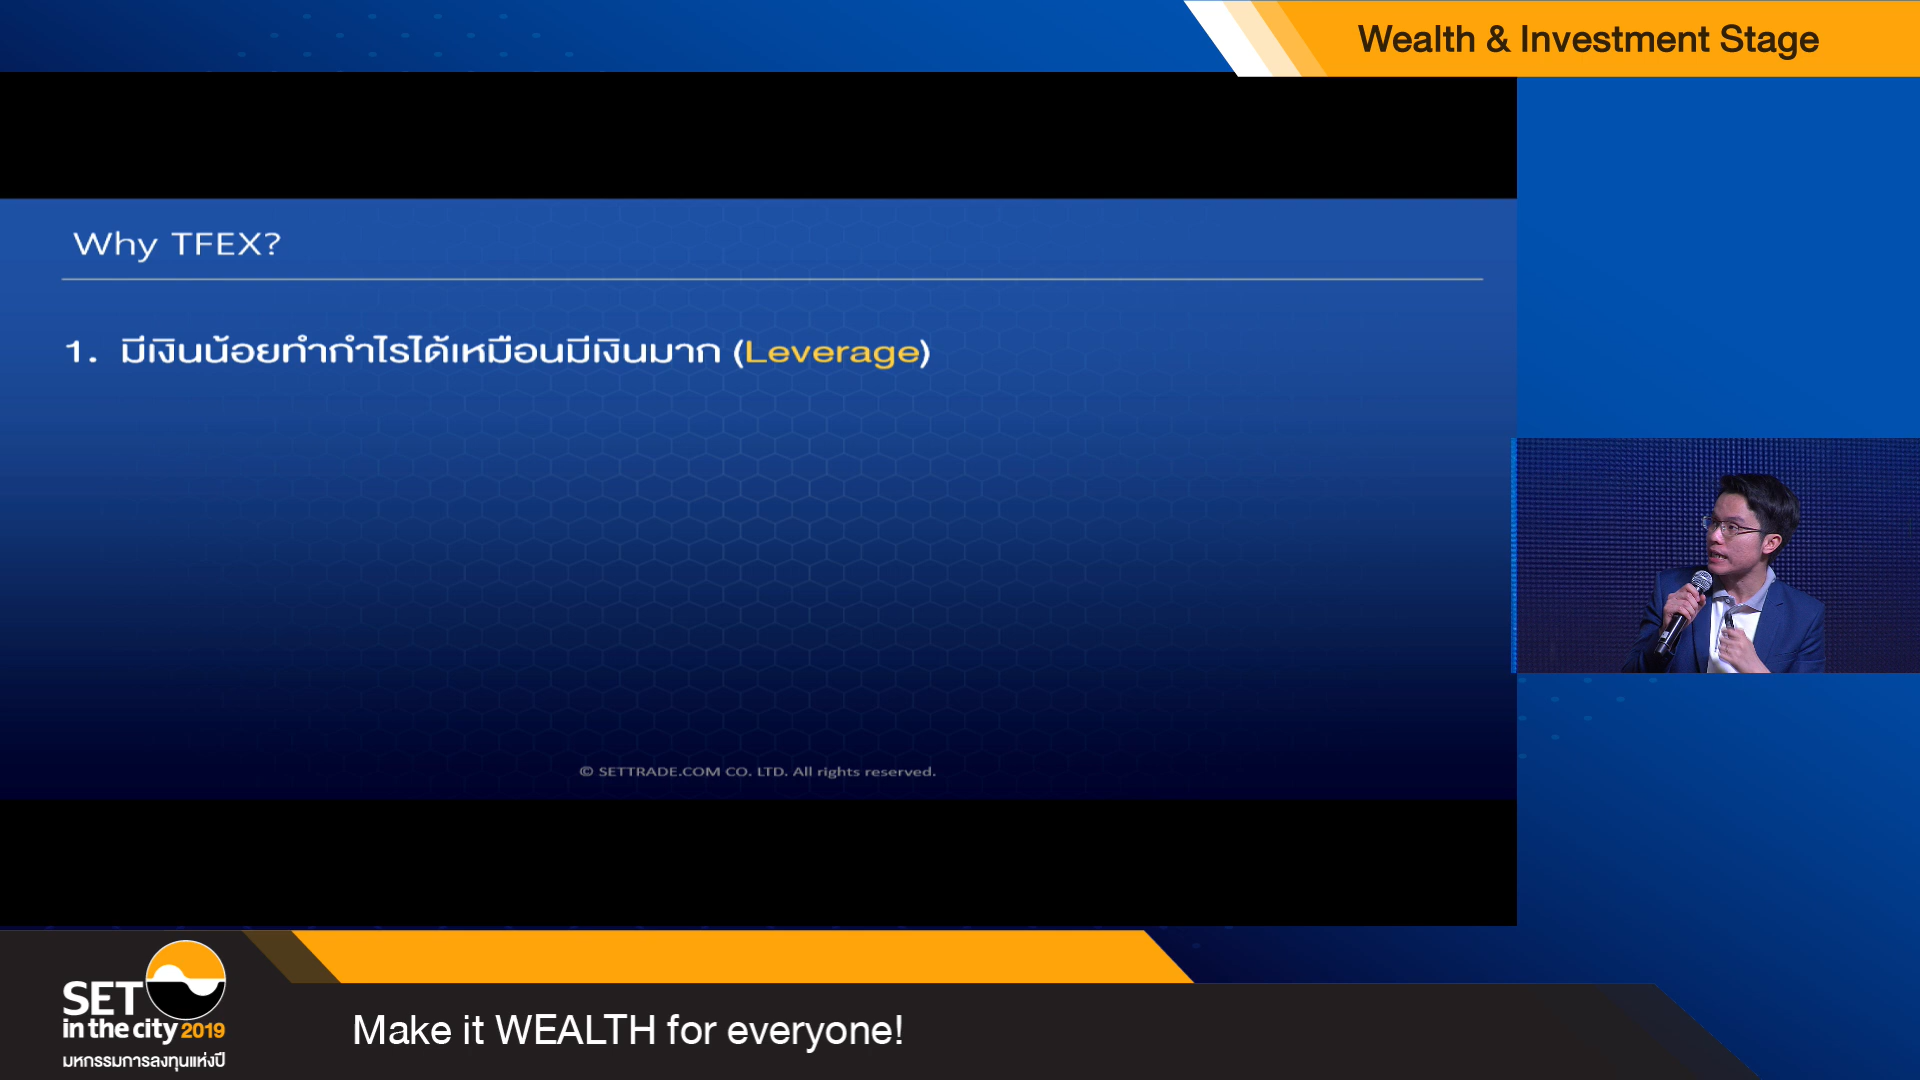 Wealth & Investment Stage
Why TFEX?
1. มีเงินน้อยทำกำไรได้เหมือนมีเงินมาก (Leverage)
© SETTRADE.COM CO. LTD. All rights reserved.
SET
in the city 2019
มหกรรมการลงทุนแห่งปี
Make it WEALTH for everyone!